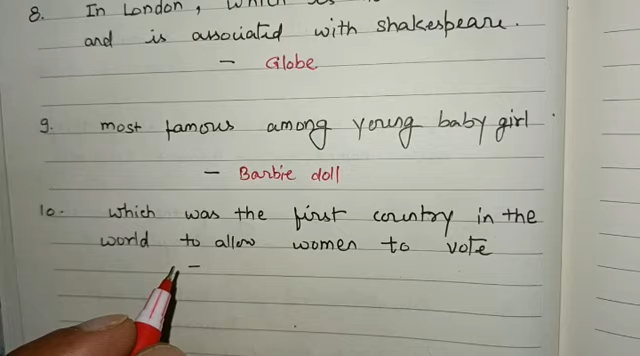 8. In London, which
and is associated with shakespeare.
- Globe
9. most famous among young baby girl.
- Barbie doll
10. which was the first country in the
world to allow women to vote
-